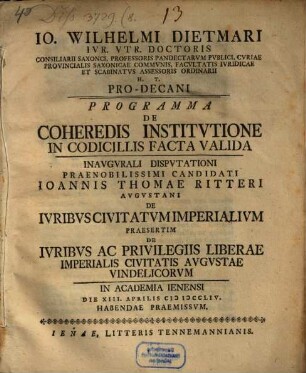 13
IO. WILHELMI DIETMARI
IVR. VTR. DOCTORIS
CONSILIARII SAXONICI, PROFESSORIS PANDECTARVM PVBLICI, CVRIAE
PROVINCIALIS SAXONICAE COMMVNIS, FACVLTATIS IVRIDICAE
ET SCABINATVS ASSESSORIS ORDINARII
H. T.
PRO-DECANI
PROGRAMMA
DE
COHEREDIS INSTITVTIONE
IN CODICILLIS FACTA VALIDA
INAVGVRALI DISPVTATIONI
PRAENOBILISSIMI CANDIDATI
IOANNIS THOMAE RITTERI
AVGVSTANI
DE
IVRIBVS CIVITATVM IMPERIALIVM
PRAESERTIM
DE
IVRIBVS AC PRIVILEGIIS LIBERAE
IMPERIALIS CIVITATIS AVGVSTAE
VINDELICORVM
IN ACADEMIA IENENSI
DIE XIII. APRILIS CIƆ IƆCCLIV.
HABENDAE PRAEMISSVM.
IENAE, LITTERIS TENNEMANNIANIS.